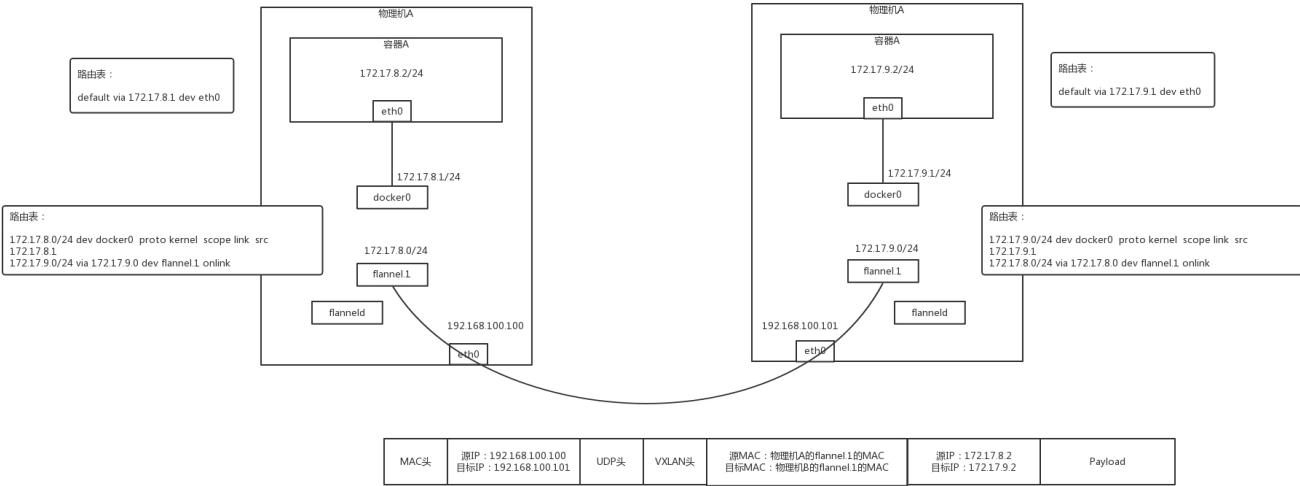 物理机A
容器A
172.17.8.2/24
eth0
路由表：
default via 172.17.8.1 dev eth0
172.17.8.1/24
docker0
路由表：
172.17.8.0/24 dev docker0 proto kernel scope link src
172.17.8.1
172.17.9.0/24 via 172.17.9.0 dev flannel.1 onlink
172.17.8.0/24
flannel.1
flanneld
192.168.100.100
eth0
物理机A
容器A
172.17.9.2/24
eth0
路由表：
default via 172.17.9.1 dev eth0
172.17.9.1/24
docker0
路由表：
172.17.9.0/24 dev docker0 proto kernel scope link src
172.17.9.1
172.17.8.0/24 via 172.17.8.0 dev flannel.1 onlink
172.17.9.0/24
flannel.1
flanneld
192.168.100.101
eth0
MAC头
源IP：192.168.100.100
目标IP：192.168.100.101
UDP头
VXLAN头
源MAC：物理机A的flannel.1的MAC
目标MAC：物理机B的flannel.1的MAC
源IP：172.17.8.2
目标IP：172.17.9.2
Payload